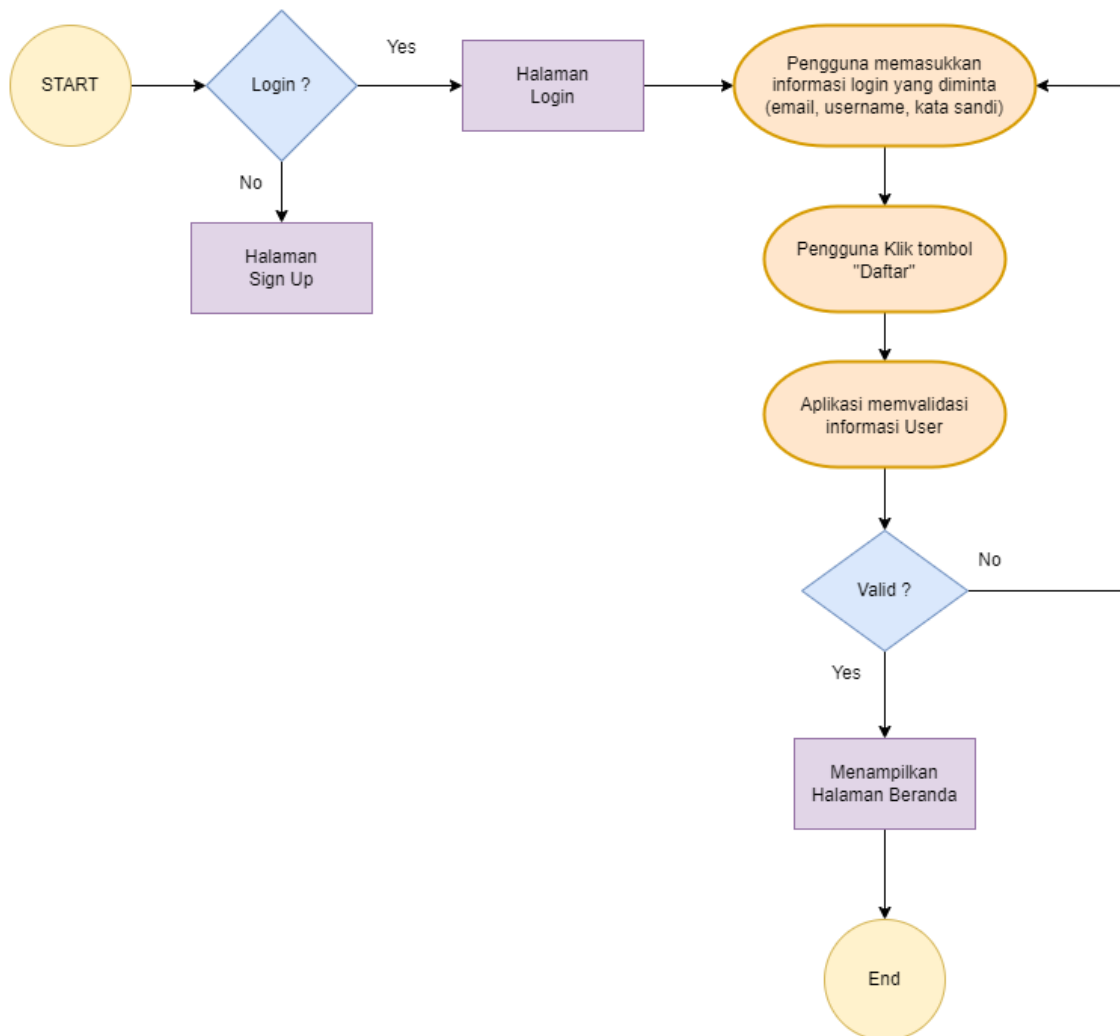 START
Login ?
Yes
Halaman
Login
Pengguna memasukkan
informasi login yang diminta
(email, username, kata sandi)
No
Halaman
Sign Up
Pengguna Klik tombol
"Daftar"
Aplikasi memvalidasi
informasi User
Valid ?
No
Yes
Menampilkan
Halaman Beranda
End